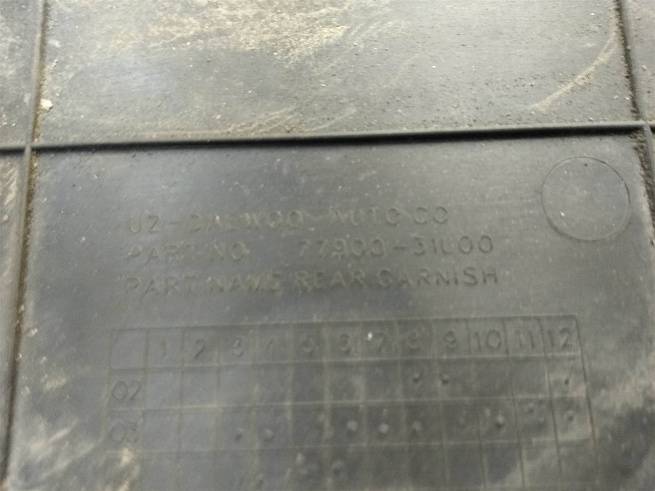 UZ-DAEWOO AUTO CO
PART NO 77900-31L00
PART NAME REAR GARNISH
1 2 3 4 5 6 7 8 9 10 11 12
02
03